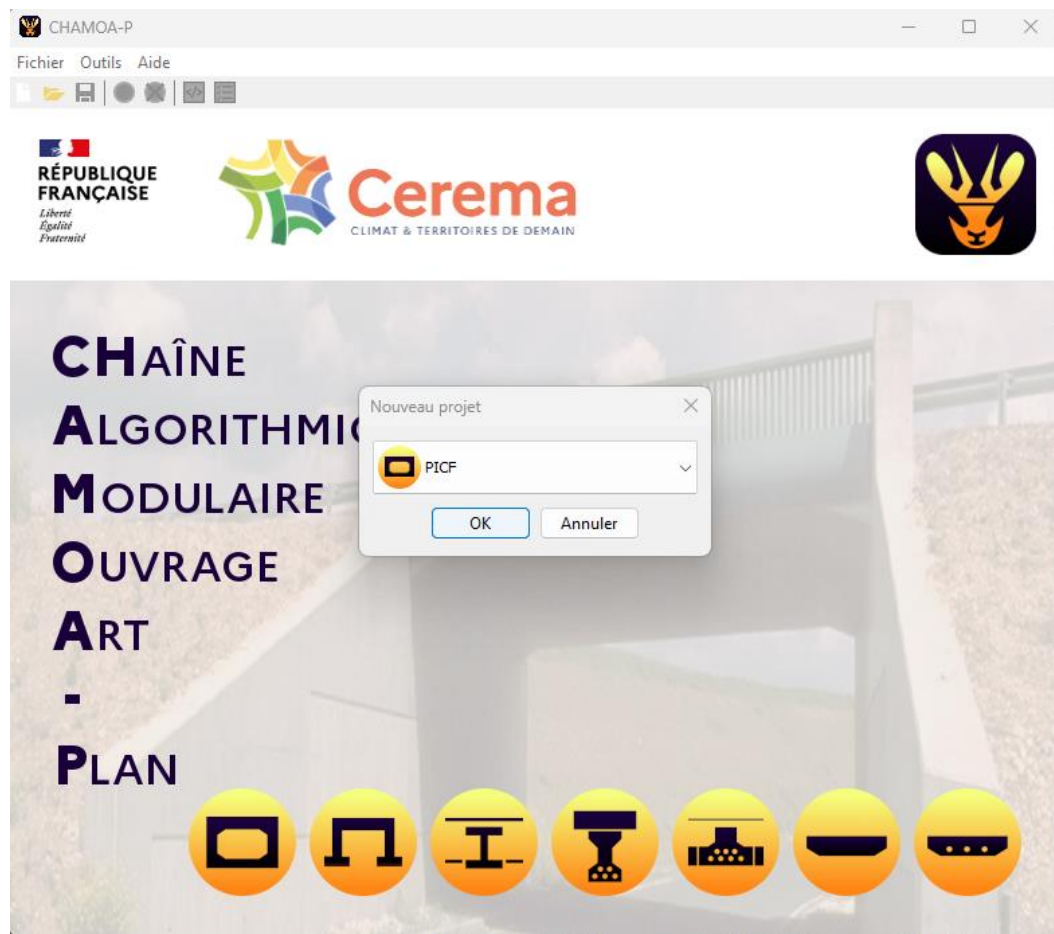 CHAMOA-P
Fichier Outils Aide
RÉPUBLIQUE
FRANÇAISE
Liberté
Égalité
Fraternité
Cerema
CLIMAT & TERRITOIRES DE DEMAIN
CHAÎNE
ALGORITHMIQ
Nouveau projet
PICF
OK Annuler
MODULAIRE
OUVRAGE
ART
-
PLAN